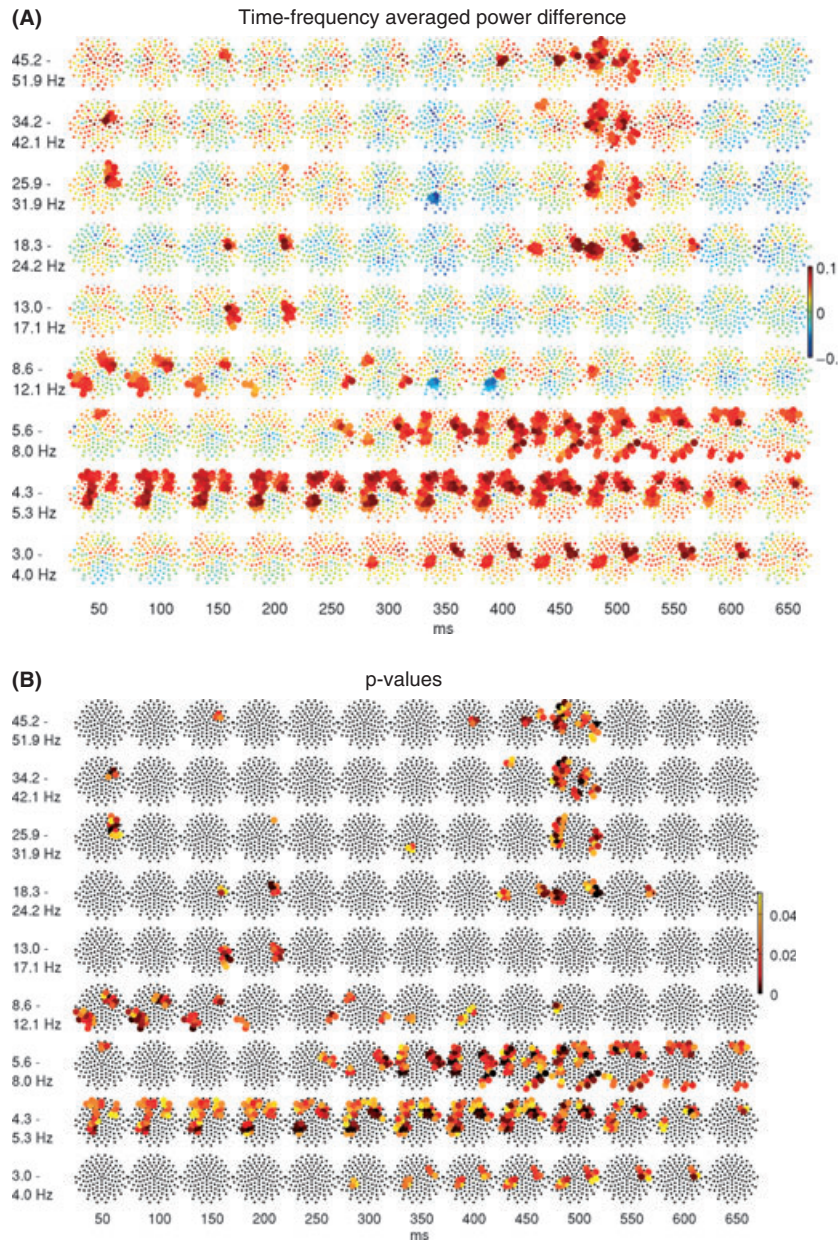 (A) Time-frequency averaged power difference
45.2 -
51.9 Hz
34.2 -
42.1 Hz
25.9 -
31.9 Hz
18.3 -
24.2 Hz
13.0 -
17.1 Hz
8.6 -
12.1 Hz
5.6 -
8.0 Hz
4.3 -
5.3 Hz
3.0 -
4.0 Hz
0.1
0
-0.
50 100 150 200 250 300 350 400 450 500 550 600 650
ms
(B) p-values
45.2 -
51.9 Hz
34.2 -
42.1 Hz
25.9 -
31.9 Hz
18.3 -
24.2 Hz
13.0 -
17.1 Hz
8.6 -
12.1 Hz
5.6 -
8.0 Hz
4.3 -
5.3 Hz
3.0 -
4.0 Hz
0.04
0.02
0
50 100 150 200 250 300 350 400 450 500 550 600 650
ms